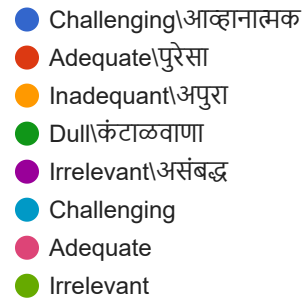 Challenging\आव्हानात्मक
Adequate\पुरेसा
Inadequant\अपुरा
Dull\कंटाळवाणा
Irrelevant\असंबद्ध
Challenging
Adequate
Irrelevant